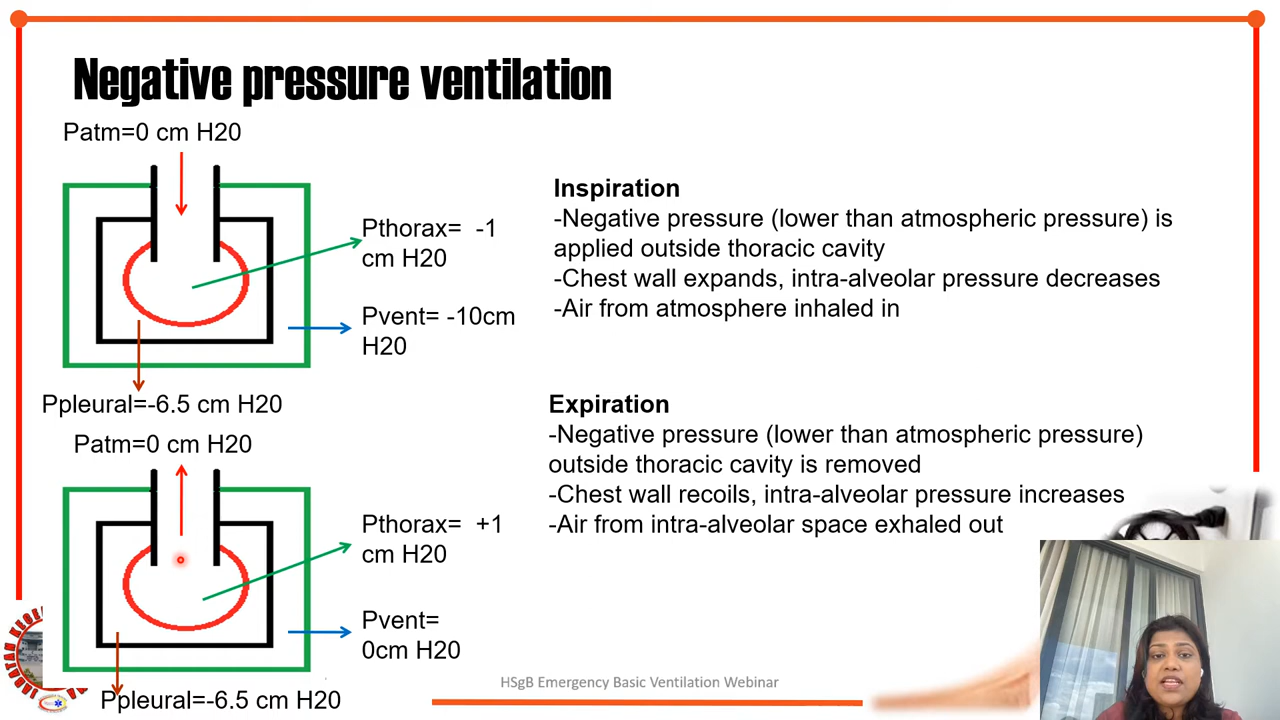 Negative pressure ventilation
Patm=0 cm H20
Pthorax= -1
cm H20
Pvent= -10cm
H20
Ppleural=-6.5 cm H20
Inspiration
-Negative pressure (lower than atmospheric pressure) is
applied outside thoracic cavity
-Chest wall expands, intra-alveolar pressure decreases
-Air from atmosphere inhaled in
Patm=0 cm H20
Pthorax= +1
cm H20
Pvent=
0cm H20
Ppleural=-6.5 cm H20
Expiration
-Negative pressure (lower than atmospheric pressure)
outside thoracic cavity is removed
-Chest wall recoils, intra-alveolar pressure increases
-Air from intra-alveolar space exhaled out
HSgB Emergency Basic Ventilation Webinar